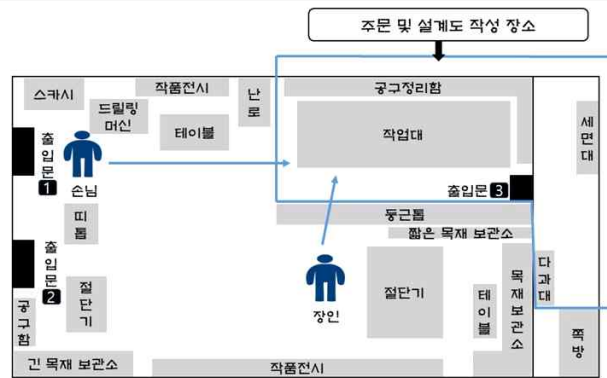 주문 및 설계도 작성 장소
스카시
작품전시
난로
공구정리함
드릴링
머신
테이블
작업대
세면대
출입문 1
손님
출입문 3
띠톱
둥근톱
짧은 목재 보관소
출입문 2
절단기
장인
절단기
테이블
목재보관소
다과대
공구함
쪽방
긴 목재 보관소
작품전시